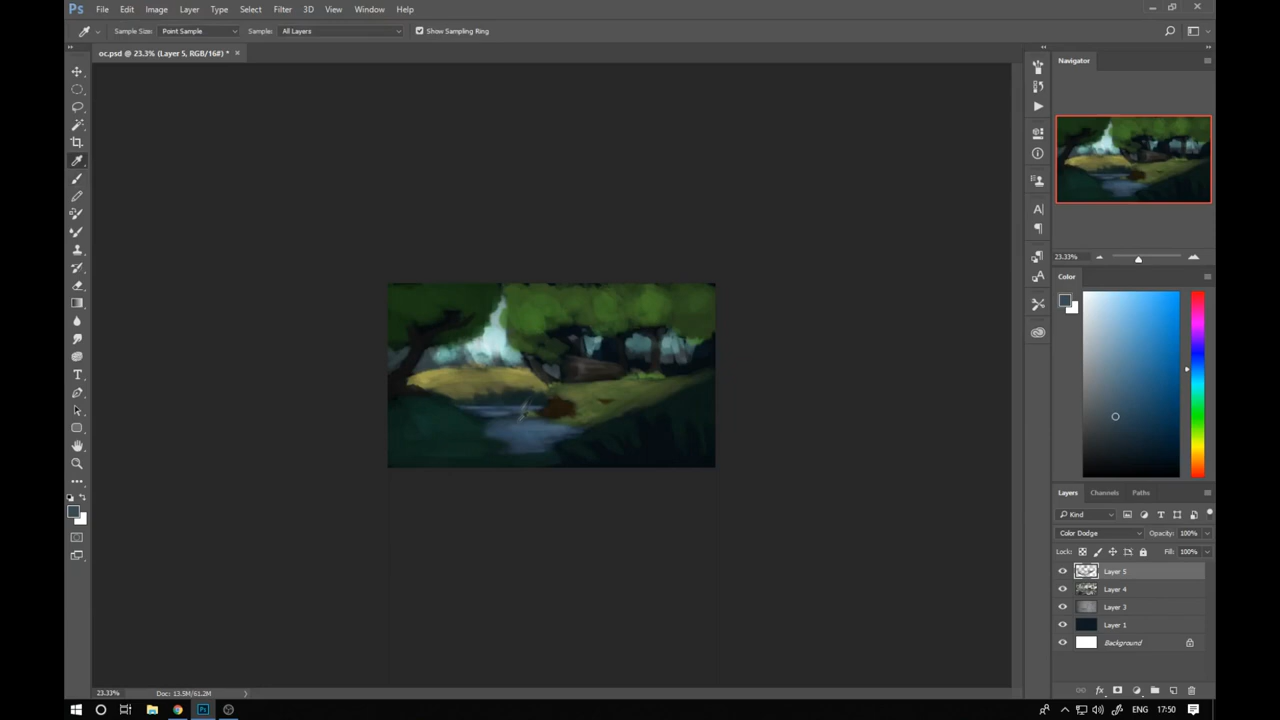 Ps File Edit Image Layer Type Select Filter 3D View Window Help
Sample Size: Point Sample Sample: All Layers Show Sampling Ring
oc.psd @ 23.3% (Layer 5, RGB/16#) * ×
Navigator
23.33%
Color
Layers Channels Paths
Kind
Color Dodge Opacity: 100%
Lock: Fill: 100%
Layer 5
Layer 4
Layer 3
Layer 1
Background
23.33% Doc: 13.5M/61.2M
ENG 17:50